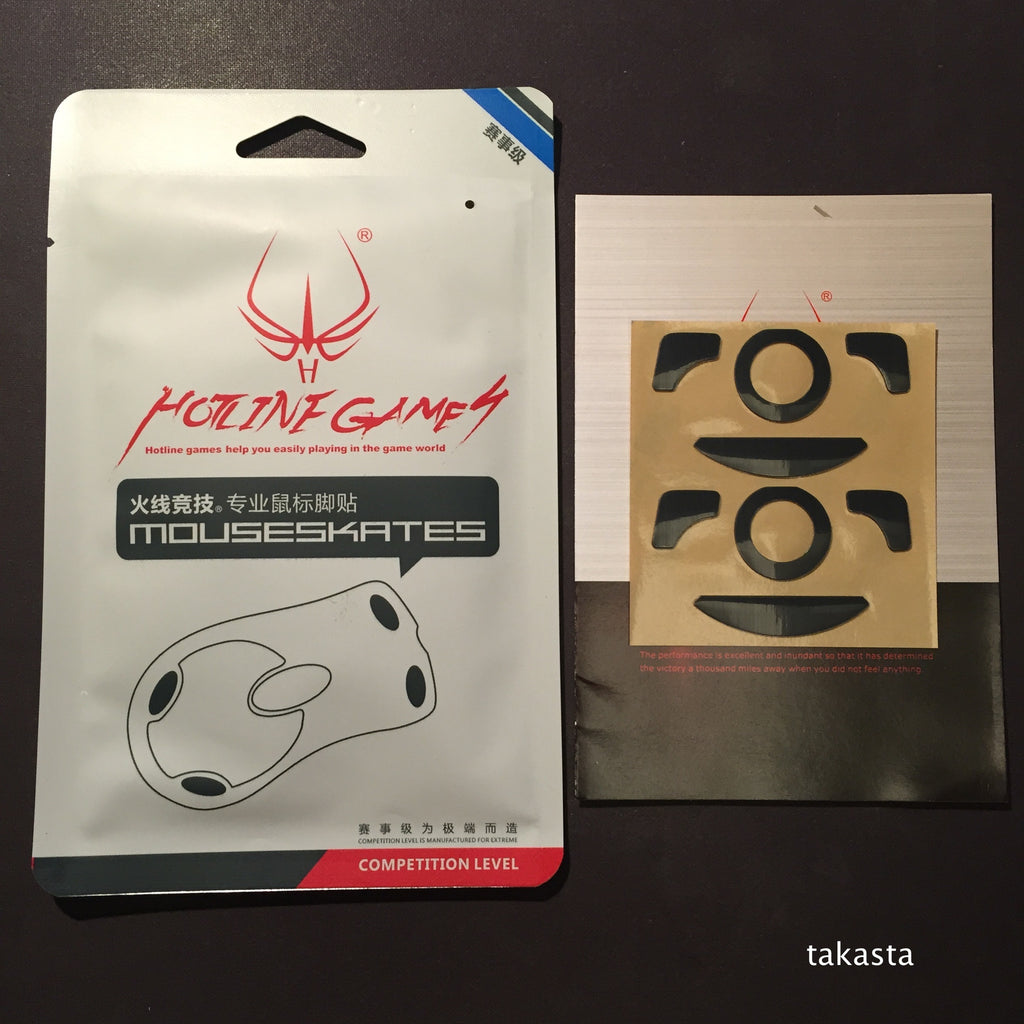 赛事级
®
H
HOTLINE GAMES
Hotline games help you easily playing in the game world
火线竞技® 专业鼠标脚贴
MOUSESKATES
赛事级为极端而造
COMPETITION LEVEL IS MANUFACTURED FOR EXTREME
COMPETITION LEVEL
®
The performance is excellent and inundant so that it has determined
the victory a thousand miles away when you did not feel anything.
takasta